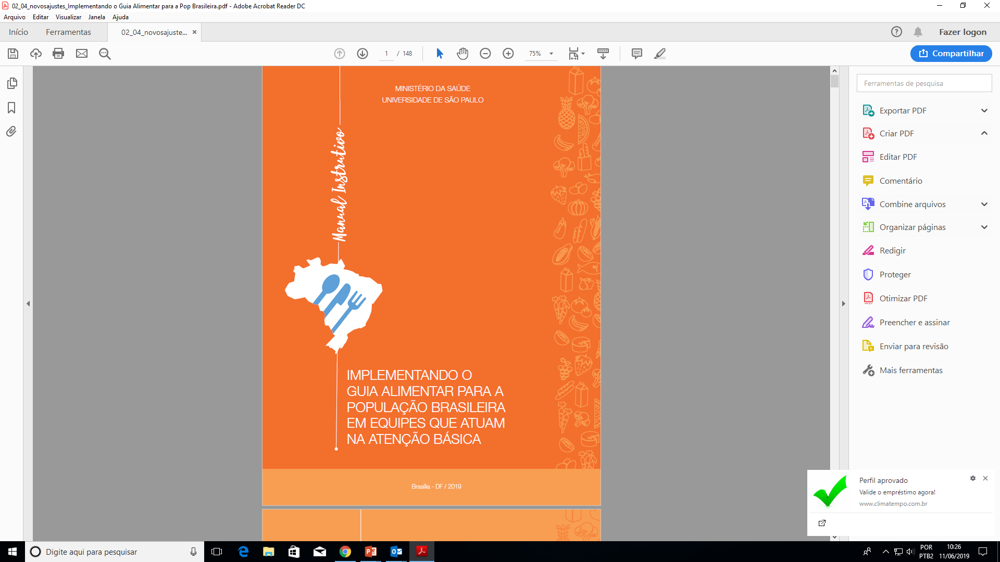 02_04_novosajustes_Implementando o Guia Alimentar para a Pop Brasileira.pdf - Adobe Acrobat Reader DC
Arquivo Editar Visualizar Janela Ajuda
Início Ferramentas 02_04_novosajuste... Fazer logon
1 / 148 75% Compartilhar
MINISTÉRIO DA SAÚDE
UNIVERSIDADE DE SÃO PAULO
Manual Instrutivo
IMPLEMENTANDO O
GUIA ALIMENTAR PARA A
POPULAÇÃO BRASILEIRA
EM EQUIPES QUE ATUAM
NA ATENÇÃO BÁSICA
Brasília - DF / 2019
Ferramentas de pesquisa
Exportar PDF
Criar PDF
Editar PDF
Comentário
Combine arquivos
Organizar páginas
Redigir
Proteger
Otimizar PDF
Preencher e assinar
Enviar para revisão
Mais ferramentas
Perfil aprovado
Valide o empréstimo agora!
www.climatempo.com.br
Digite aqui para pesquisar
POR
PTB2
10:26
11/06/2019